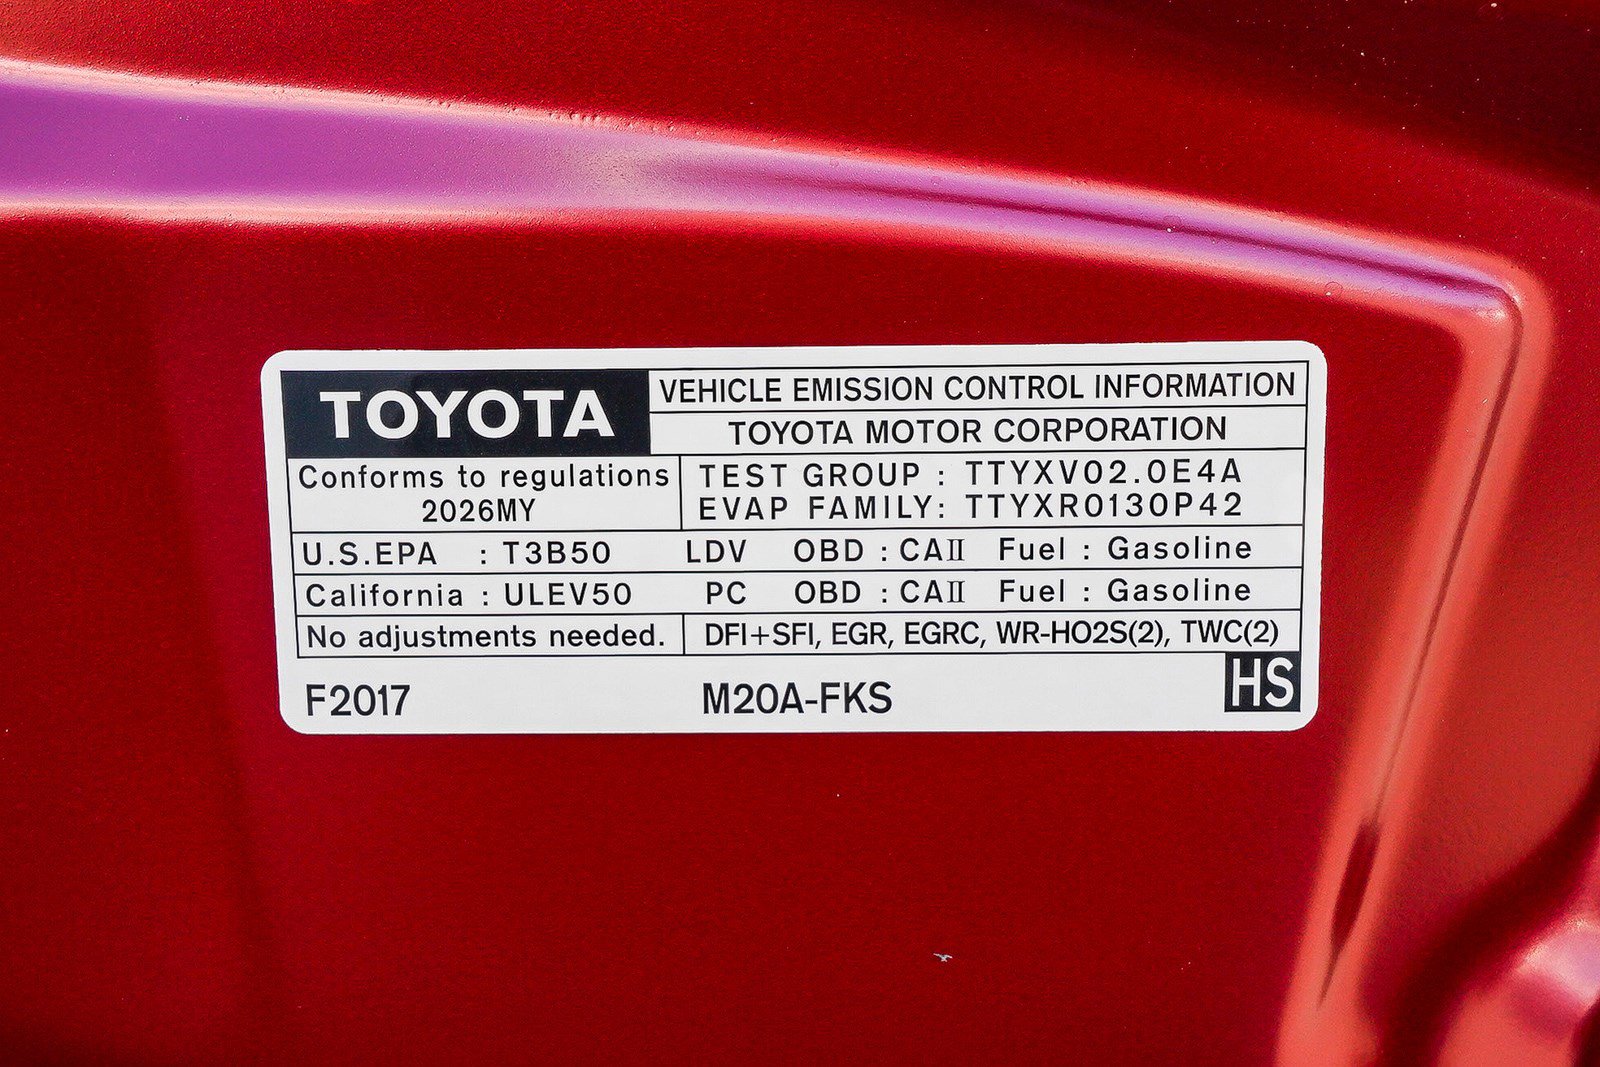 TOYOTA
VEHICLE EMISSION CONTROL INFORMATION
TOYOTA MOTOR CORPORATION
Conforms to regulations
2026MY
TEST GROUP : TTYXV02.0E4A
EVAP FAMILY: TTYXR0130P42
U.S.EPA : T3B50 LDV OBD : CAII Fuel : Gasoline
California : ULEV50 PC OBD : CAII Fuel : Gasoline
No adjustments needed.
DFI+SFI, EGR, EGRC, WR-HO2S(2), TWC(2)
F2017
M20A-FKS
HS